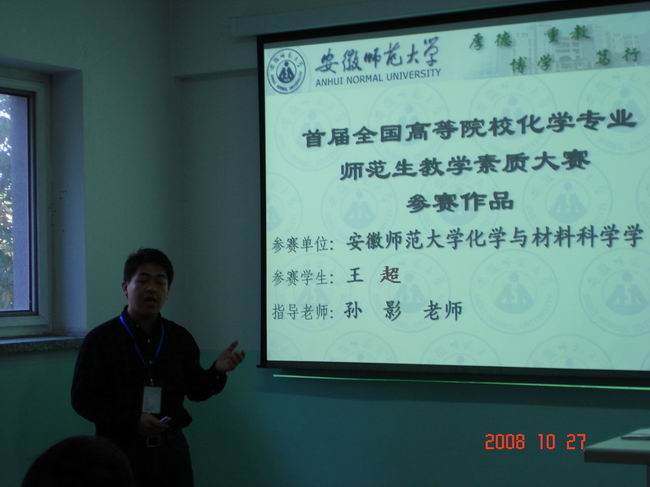 安徽师范大学
ANHUI NORMAL UNIVERSITY
厚德 重教
博学 笃行
首届全国高等院校化学专业
师范生教学素质大赛
参赛作品
参赛单位：安徽师范大学化学与材料科学学
参赛学生：王 超
指导老师：孙 影 老师
2008 10 27